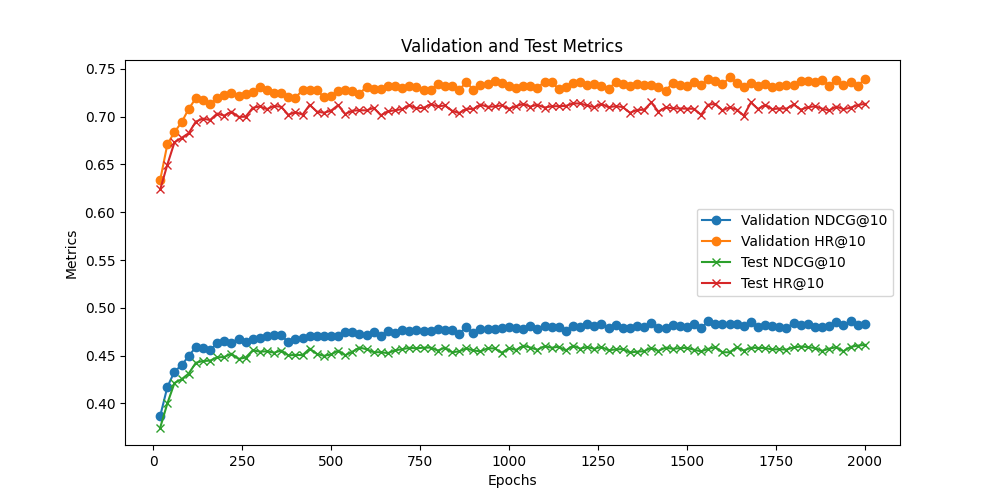 Validation and Test Metrics
0.75
0.70
0.65
0.60
0.55
0.50
0.45
0.40
Metrics
Validation NDCG@10
Validation HR@10
Test NDCG@10
Test HR@10
0 250 500 750 1000 1250 1500 1750 2000
Epochs